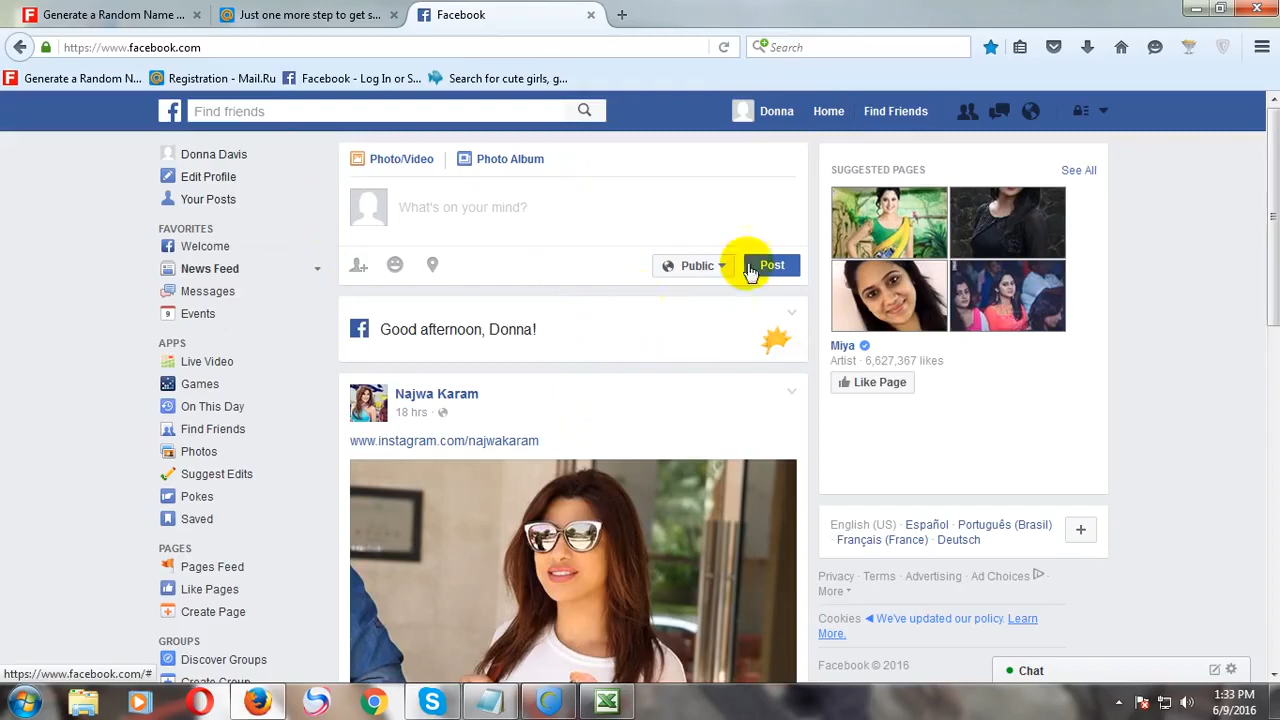 Generate a Random Name ...
Just one more step to get s...
Facebook
https://www.facebook.com
Search
Generate a Random N...
Registration - Mail.Ru
Facebook - Log In or S...
Search for cute girls, g...
Find friends
Donna
Home
Find Friends
Donna Davis
Edit Profile
Your Posts
FAVORITES
Welcome
News Feed
Messages
9
Events
APPS
Live Video
Games
On This Day
Find Friends
Photos
Suggest Edits
Pokes
Saved
PAGES
Pages Feed
Like Pages
Create Page
GROUPS
Discover Groups
Create Group
https://www.facebook.com/#
Photo/Video
Photo Album
What's on your mind?
Public
Post
Good afternoon, Donna!
Najwa Karam
18 hrs ·
www.instagram.com/najwakaram
SUGGESTED PAGES
See All
Miya
Artist · 6,627,367 likes
Like Page
English (US) · Español · Português (Brasil)
· Français (France) · Deutsch
Privacy · Terms · Advertising · Ad Choices ·
More
Cookies We've updated our policy. Learn
More.
Facebook © 2016
Chat
1:33 PM
6/9/2016